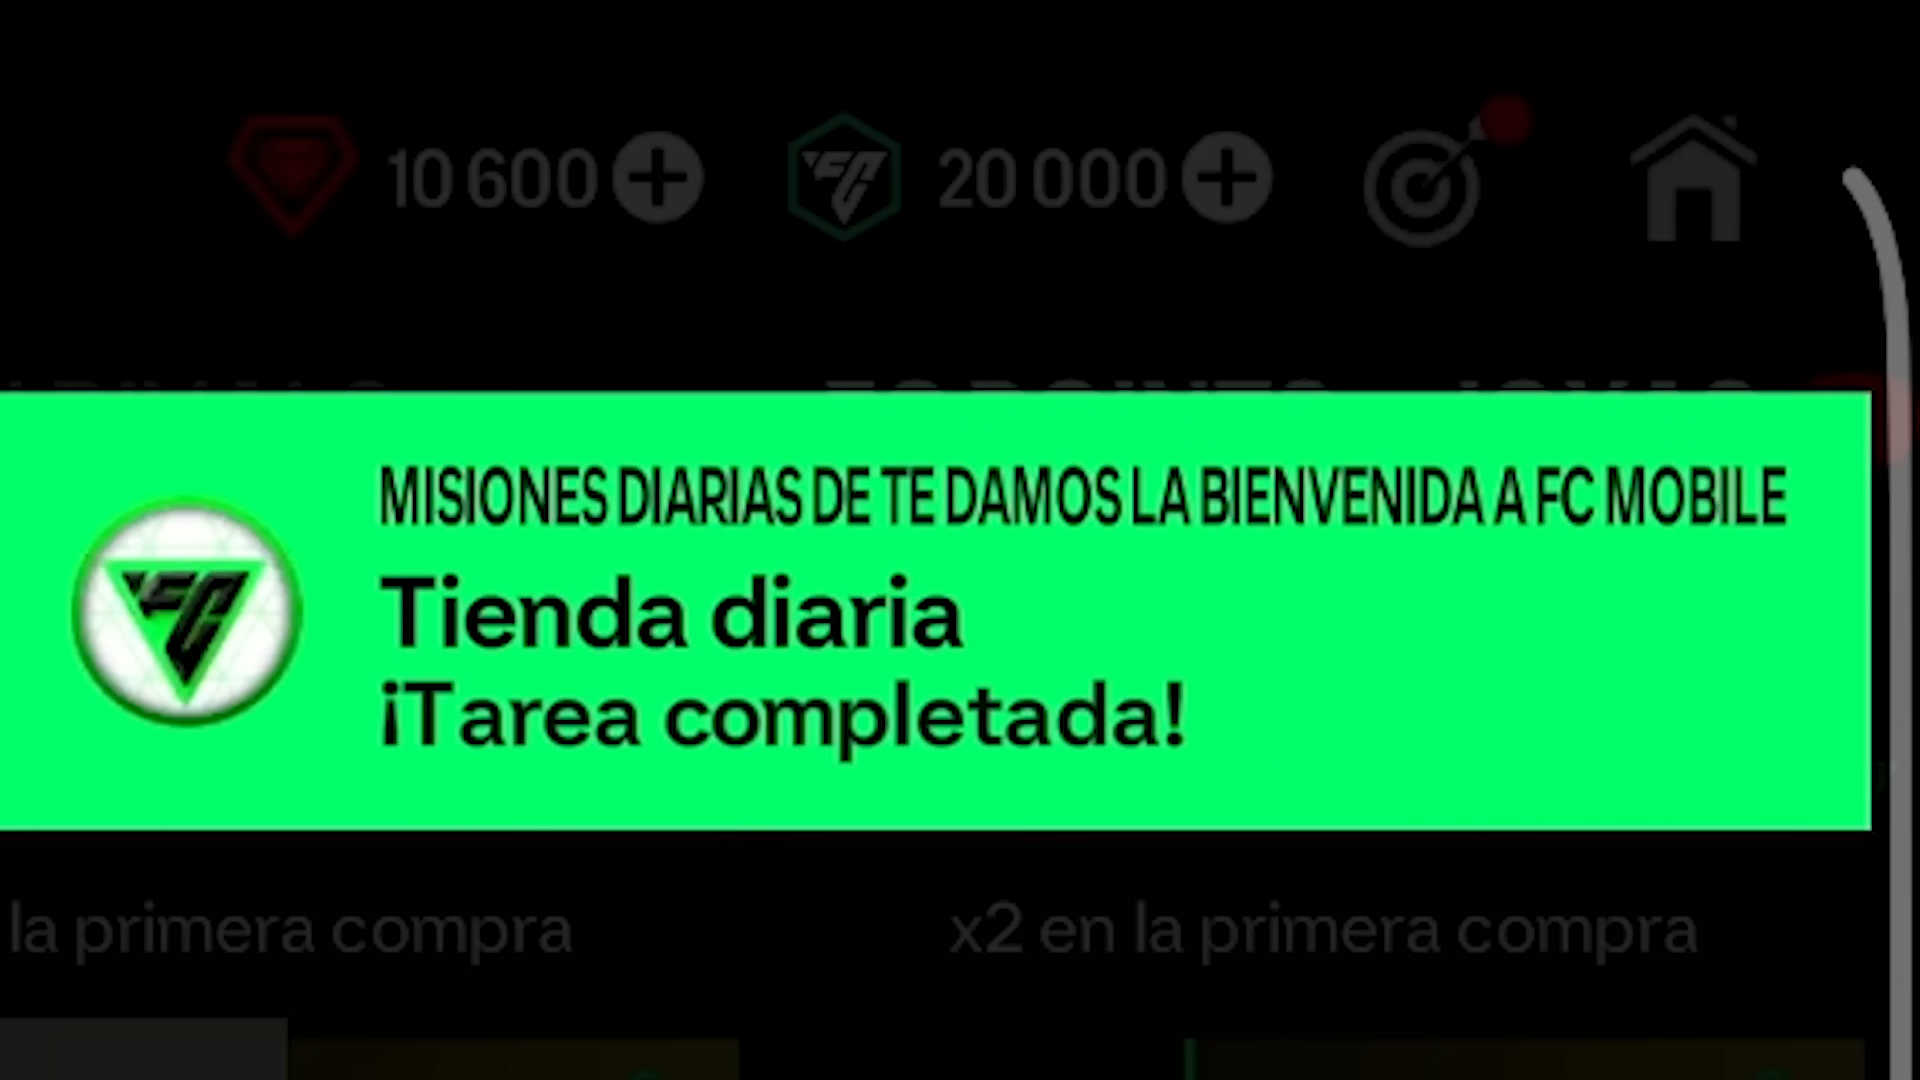 10 600 20 000
MISIONES DIARIAS DE TE DAMOS LA BIENVENIDA A FC MOBILE
Tienda diaria
¡Tarea completada!
la primera compra
x2 en la primera compra